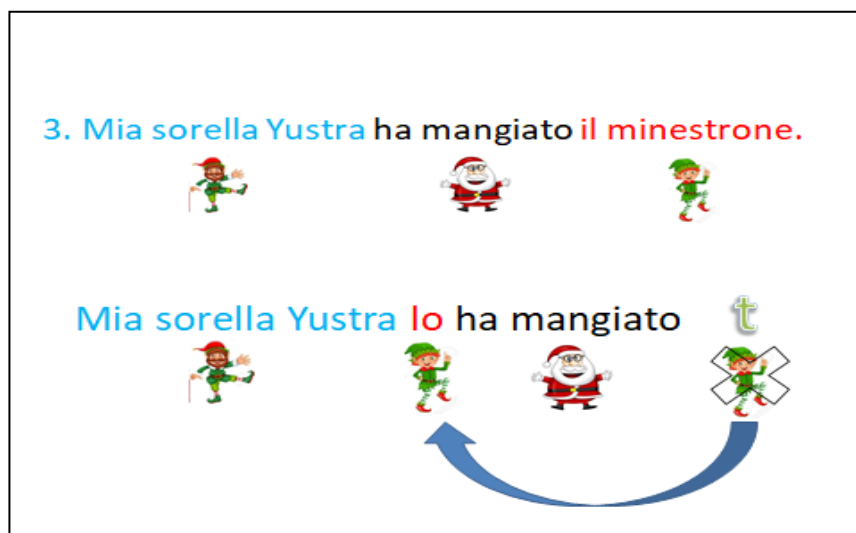 3. Mia sorella Yustra ha mangiato il minestrone.
Mia sorella Yustra lo ha mangiato t